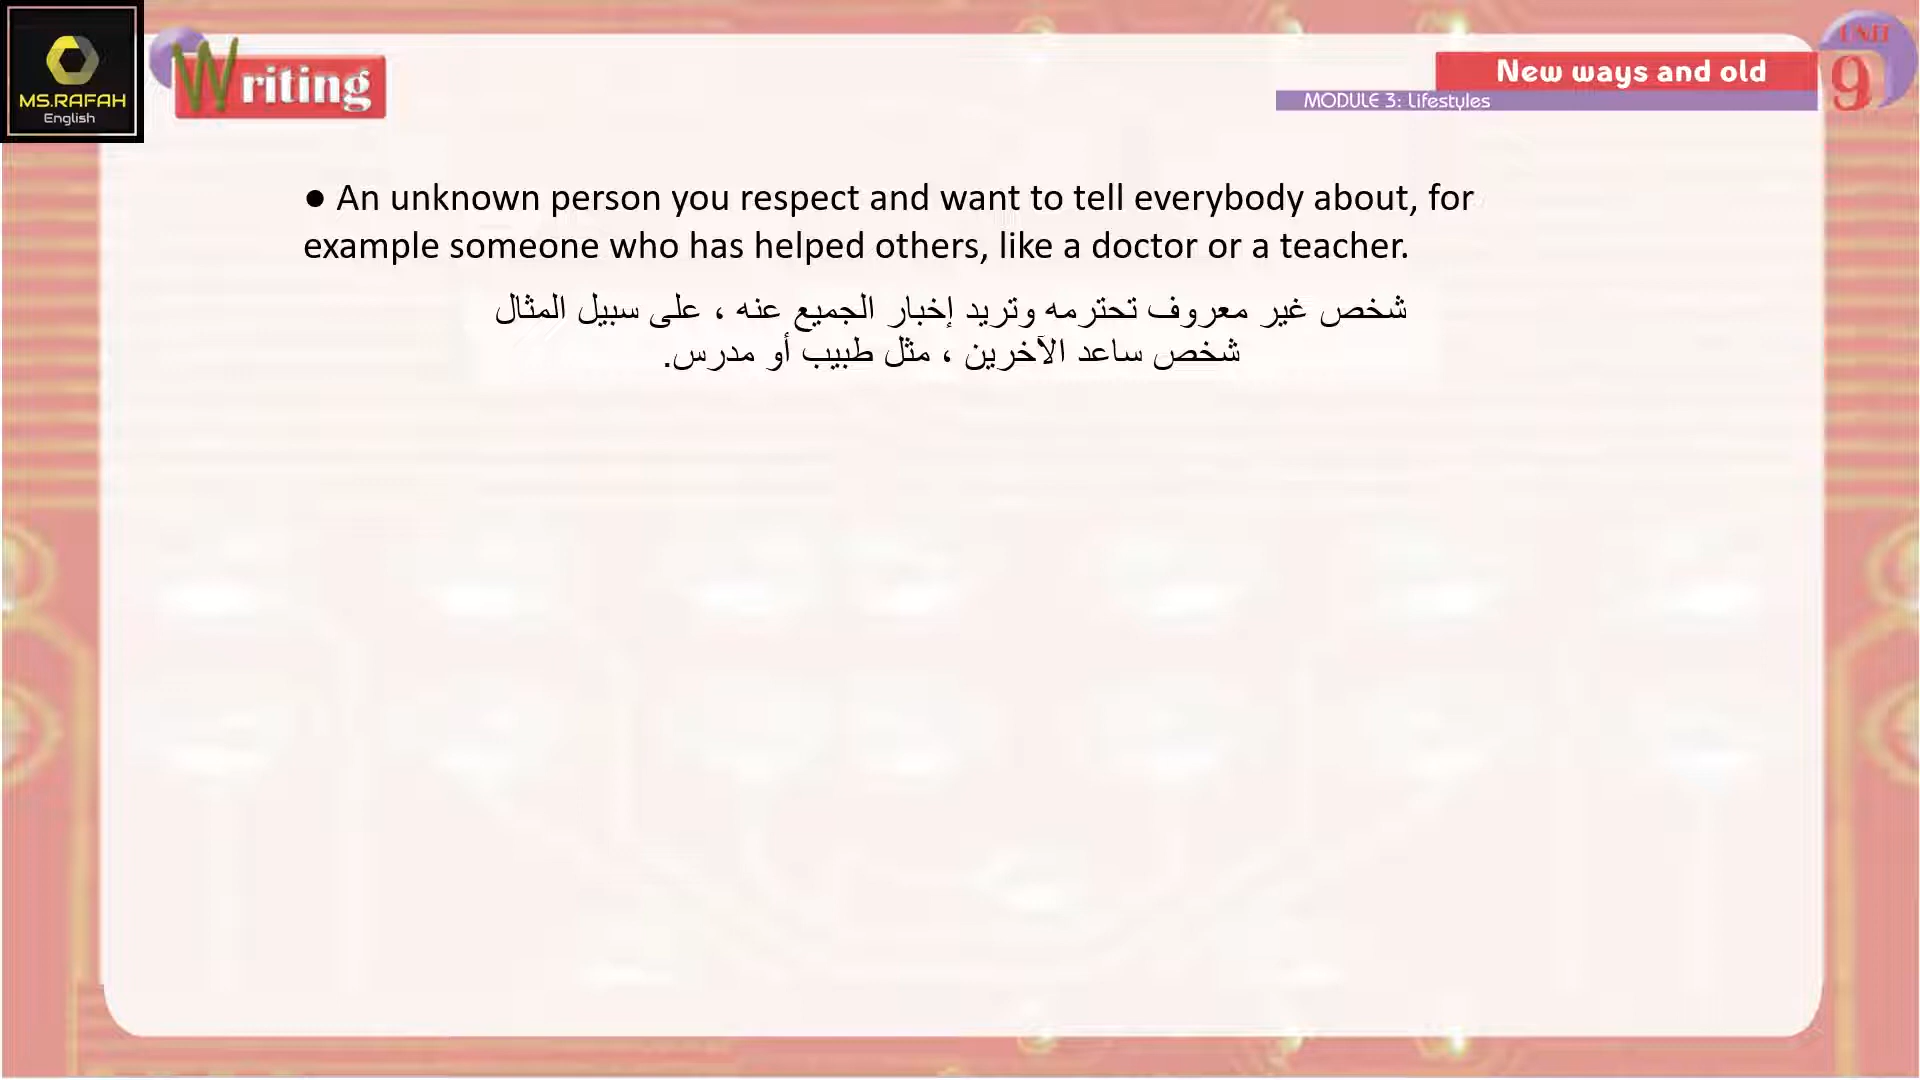 MS.RAFAH
English
Writing
New ways and old
MODULE 3: Lifestyles
UNIT
9
● An unknown person you respect and want to tell everybody about, for
example someone who has helped others, like a doctor or a teacher.
شخص غير معروف تحترمه وتريد إخبار الجميع عنه ، على سبيل المثال
شخص ساعد الآخرين ، مثل طبيب أو مدرس.